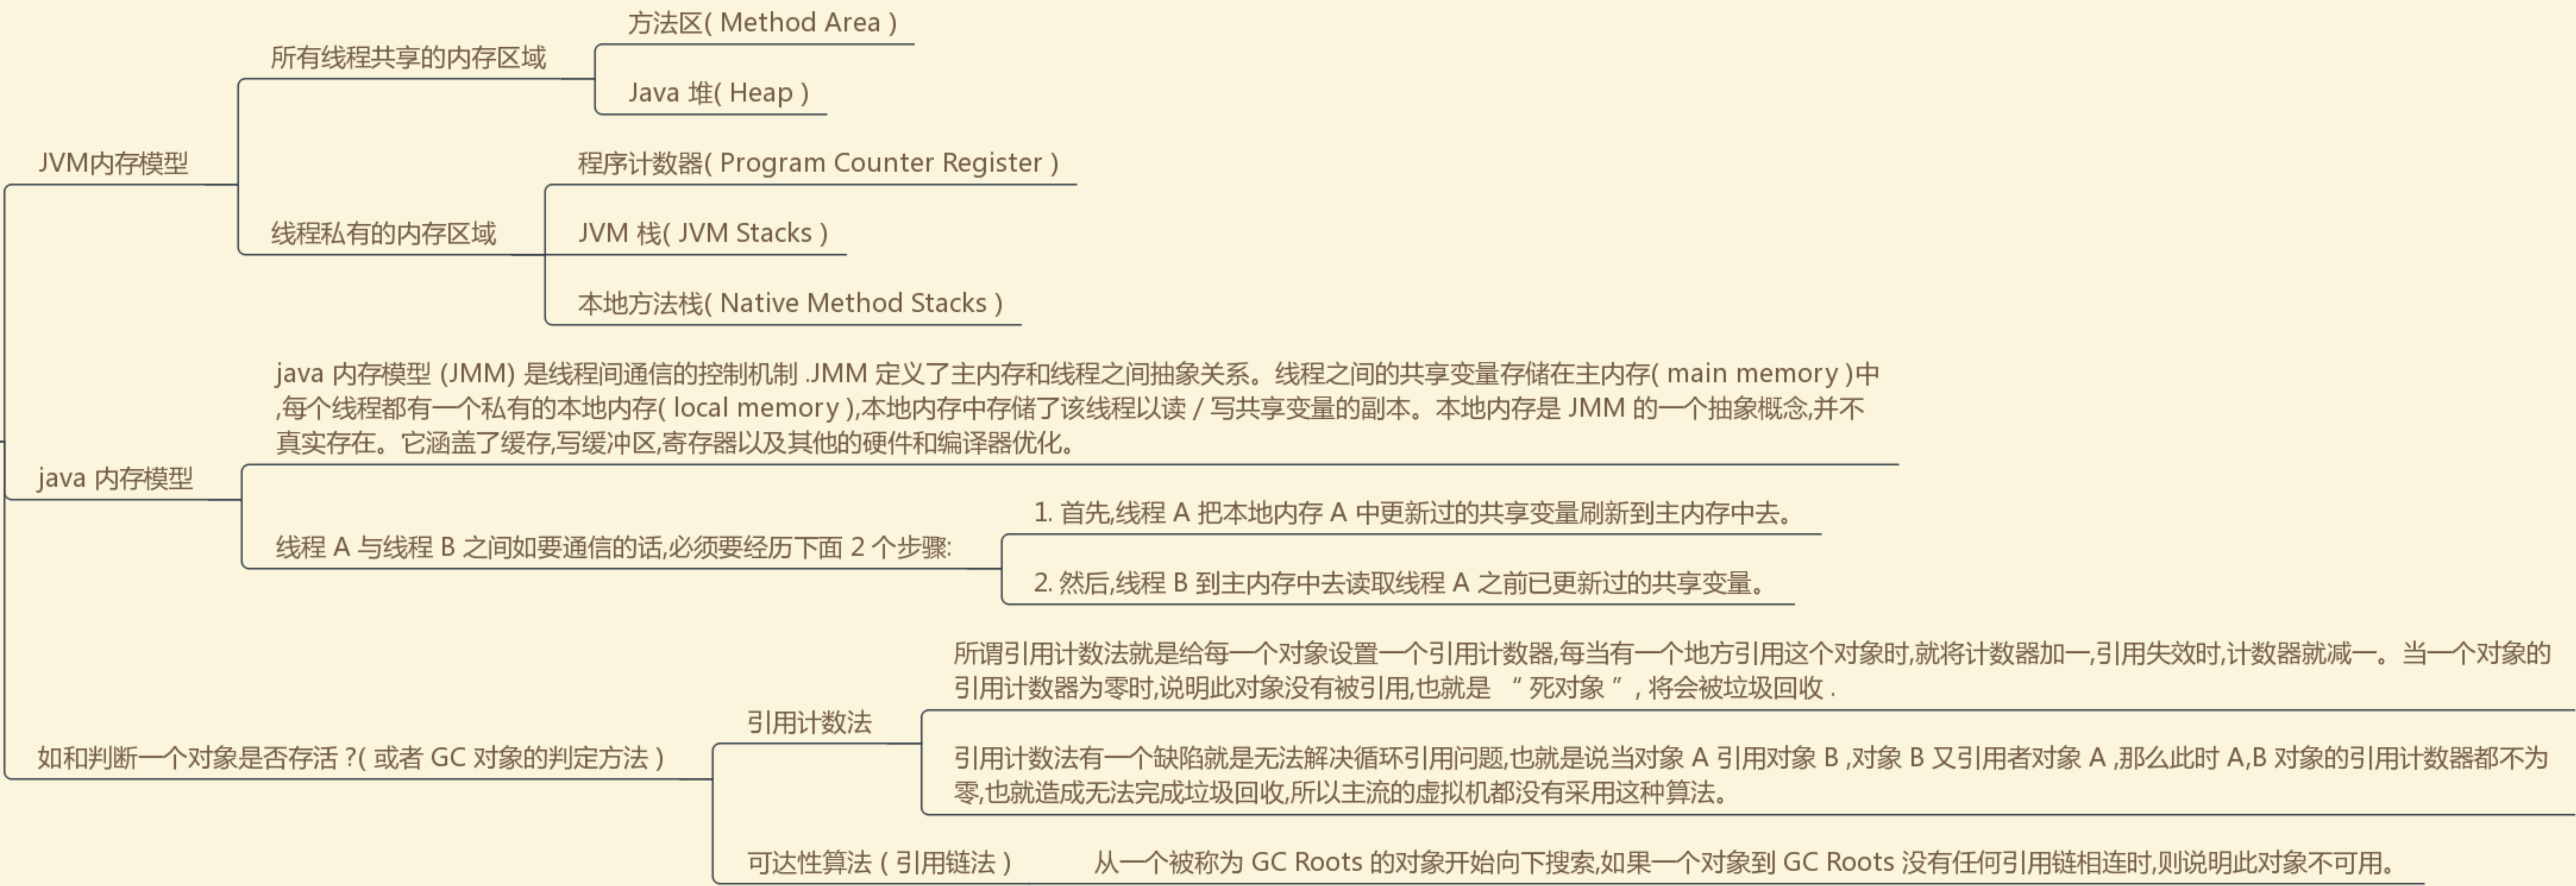 方法区( Method Area )
所有线程共享的内存区域
Java 堆( Heap )
JVM内存模型
程序计数器( Program Counter Register )
线程私有的内存区域
JVM 栈( JVM Stacks )
本地方法栈( Native Method Stacks )
java 内存模型 (JMM) 是线程间通信的控制机制 .JMM 定义了主内存和线程之间抽象关系。线程之间的共享变量存储在主内存( main memory )中
,每个线程都有一个私有的本地内存( local memory ),本地内存中存储了该线程以读 / 写共享变量的副本。本地内存是 JMM 的一个抽象概念,并不
真实存在。它涵盖了缓存,写缓冲区,寄存器以及其他的硬件和编译器优化。
java 内存模型
线程 A 与线程 B 之间如要通信的话,必须要经历下面 2 个步骤:
1. 首先,线程 A 把本地内存 A 中更新过的共享变量刷新到主内存中去。
2. 然后,线程 B 到主内存中去读取线程 A 之前已更新过的共享变量。
所谓引用计数法就是给每一个对象设置一个引用计数器,每当有一个地方引用这个对象时,就将计数器加一,引用失效时,计数器就减一。当一个对象的
引用计数器为零时,说明此对象没有被引用,也就是 “ 死对象 ”, 将会被垃圾回收 .
引用计数法
如和判断一个对象是否存活 ?( 或者 GC 对象的判定方法 )
引用计数法有一个缺陷就是无法解决循环引用问题,也就是说当对象 A 引用对象 B ,对象 B 又引用者对象 A ,那么此时 A,B 对象的引用计数器都不为
零,也就造成无法完成垃圾回收,所以主流的虚拟机都没有采用这种算法。
可达性算法 ( 引用链法 )
从一个被称为 GC Roots 的对象开始向下搜索,如果一个对象到 GC Roots 没有任何引用链相连时,则说明此对象不可用。